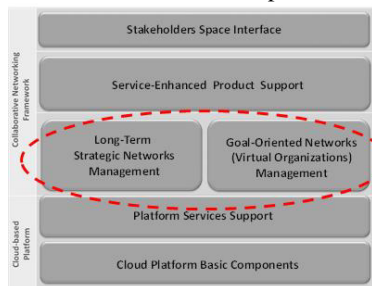 Stakeholders Space Interface
Collaborative Networking
Framework
Service-Enhanced Product Support
Long-Term
Strategic Networks
Management
Goal-Oriented Networks
(Virtual Organizations)
Management
Cloud-based
Platform
Platform Services Support
Cloud Platform Basic Components